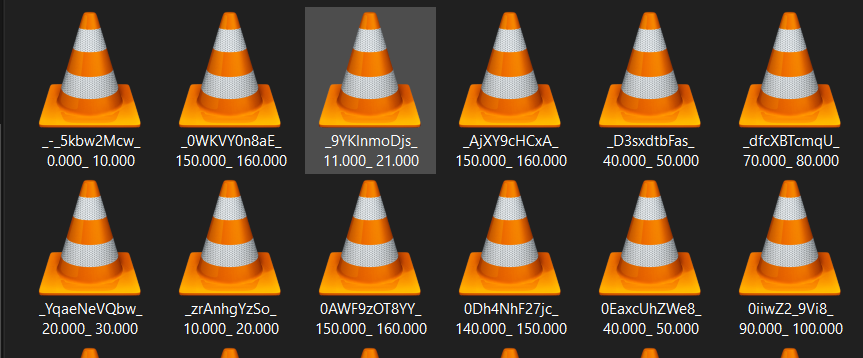 _-_5kbw2Mcw_ 0.000_ 10.000
_0WKVY0n8aE_ 150.000_ 160.000
_9YKlnmoDjs_ 11.000_ 21.000
_AjXY9cHCxA_ 150.000_ 160.000
_D3sxdtbFas_ 40.000_ 50.000
_dfcXBTcmqU_ 70.000_ 80.000
_YqaeNeVQbw_ 20.000_ 30.000
_zrAnhgYzSo_ 10.000_ 20.000
0AWF9zOT8YY_ 150.000_ 160.000
0Dh4NhF27jc_ 140.000_ 150.000
0EaxcUhZWe8_ 40.000_ 50.000
0iiwZ2_9Vi8_ 90.000_ 100.000